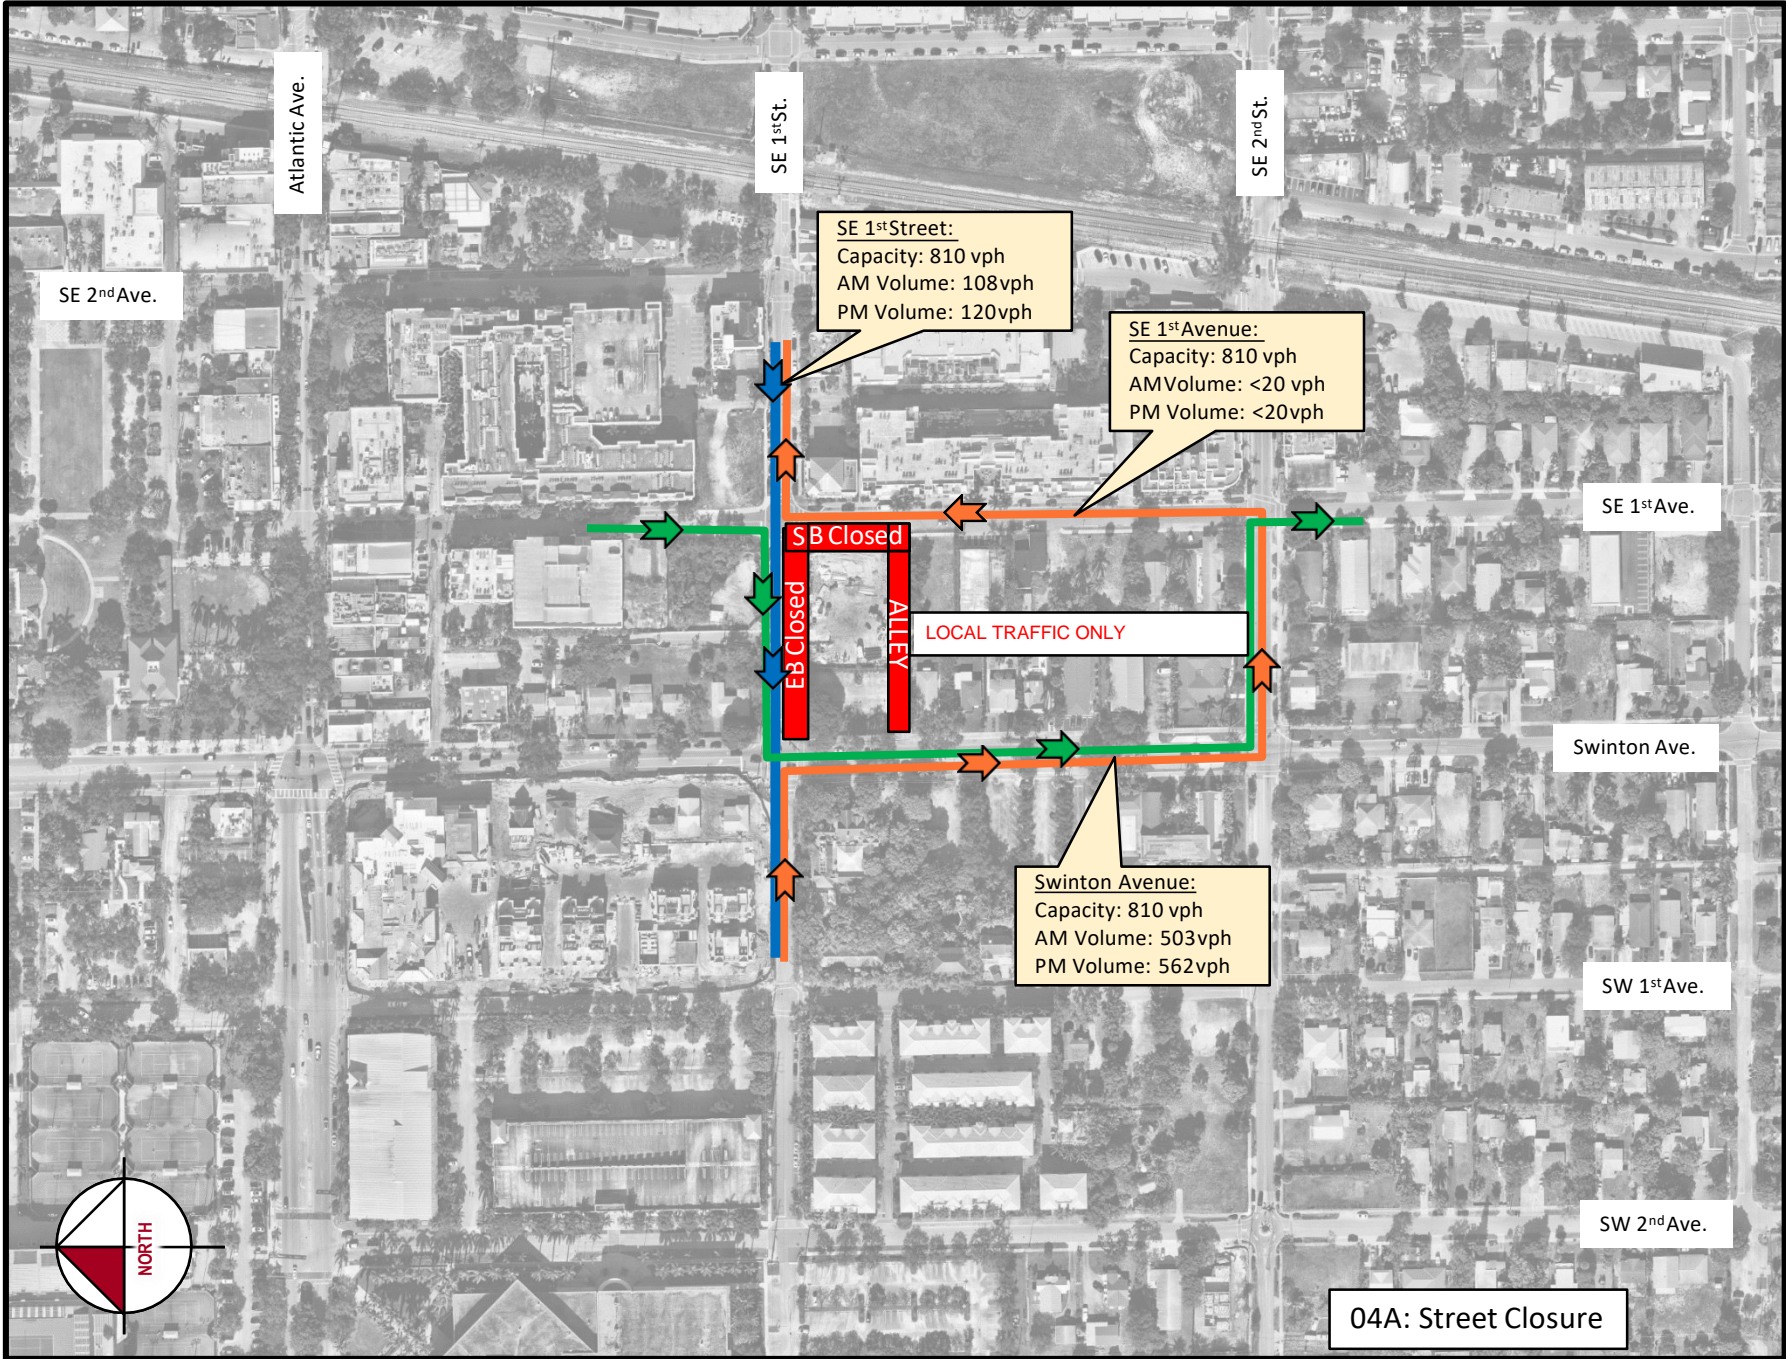 Atlantic Ave.
SE 1st St.
SE 2nd St.
SE 2nd Ave.
SE 1st Street:
Capacity: 810 vph
AM Volume: 108vph
PM Volume: 120vph
SE 1st Avenue:
Capacity: 810 vph
AMVolume: <20 vph
PM Volume: <20vph
SE 1st Ave.
SB Closed
EB Closed
ALLEY
LOCAL TRAFFIC ONLY
Swinton Ave.
Swinton Avenue:
Capacity: 810 vph
AM Volume: 503vph
PM Volume: 562vph
SW 1st Ave.
SW 2nd Ave.
NORTH
04A: Street Closure